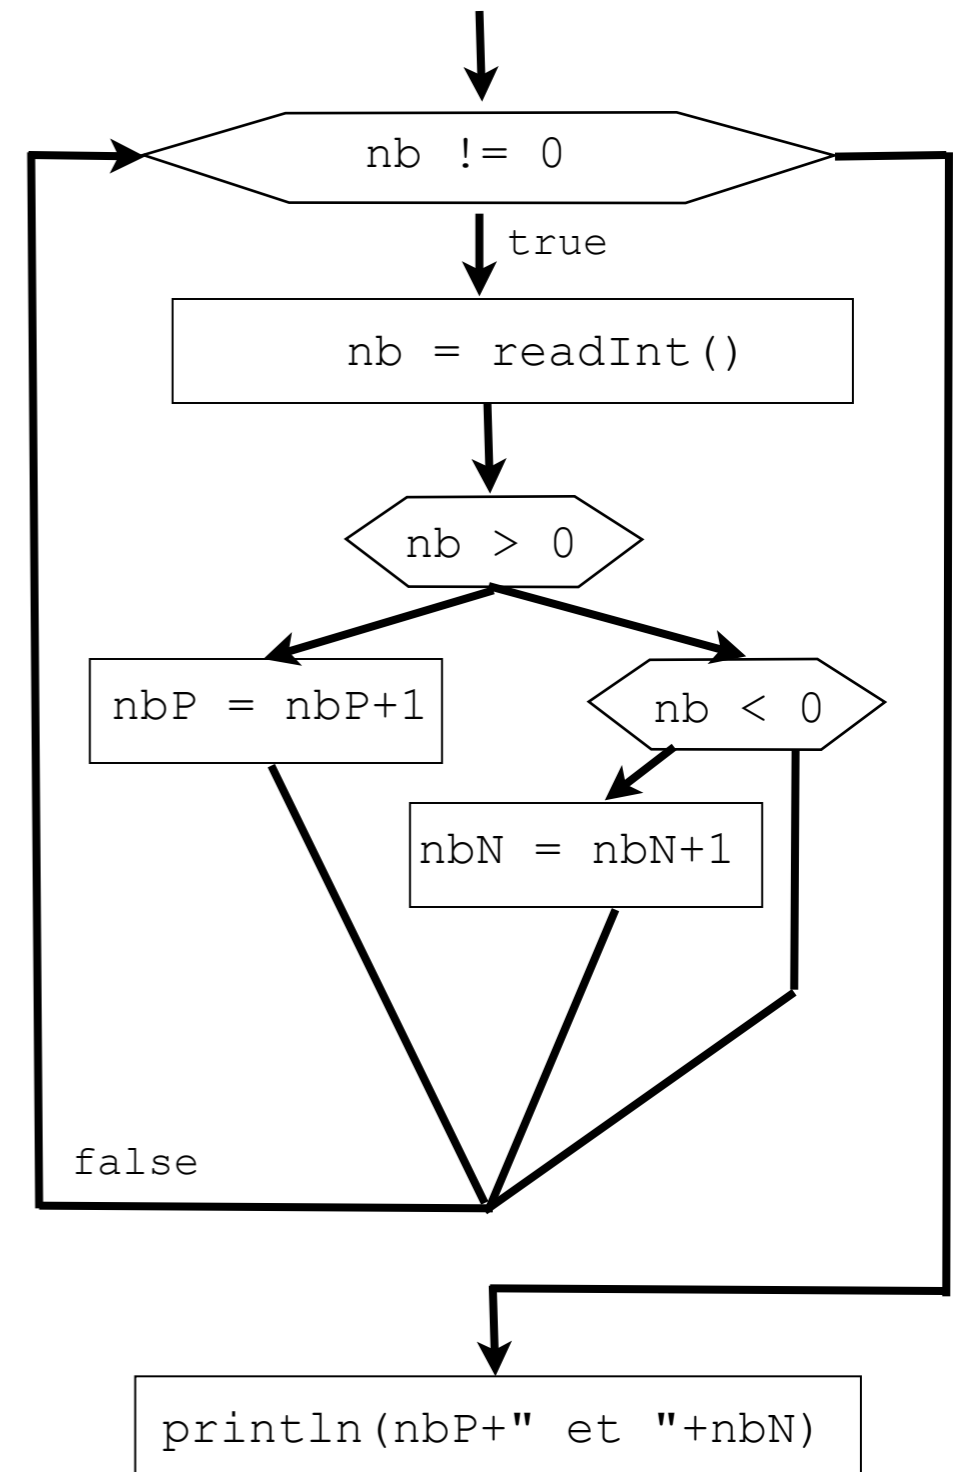 nb != 0
true
nb = readInt()
nb > 0
nbP = nbP+1
nb < 0
nbN = nbN+1
false
println(nbP+" et "+nbN)